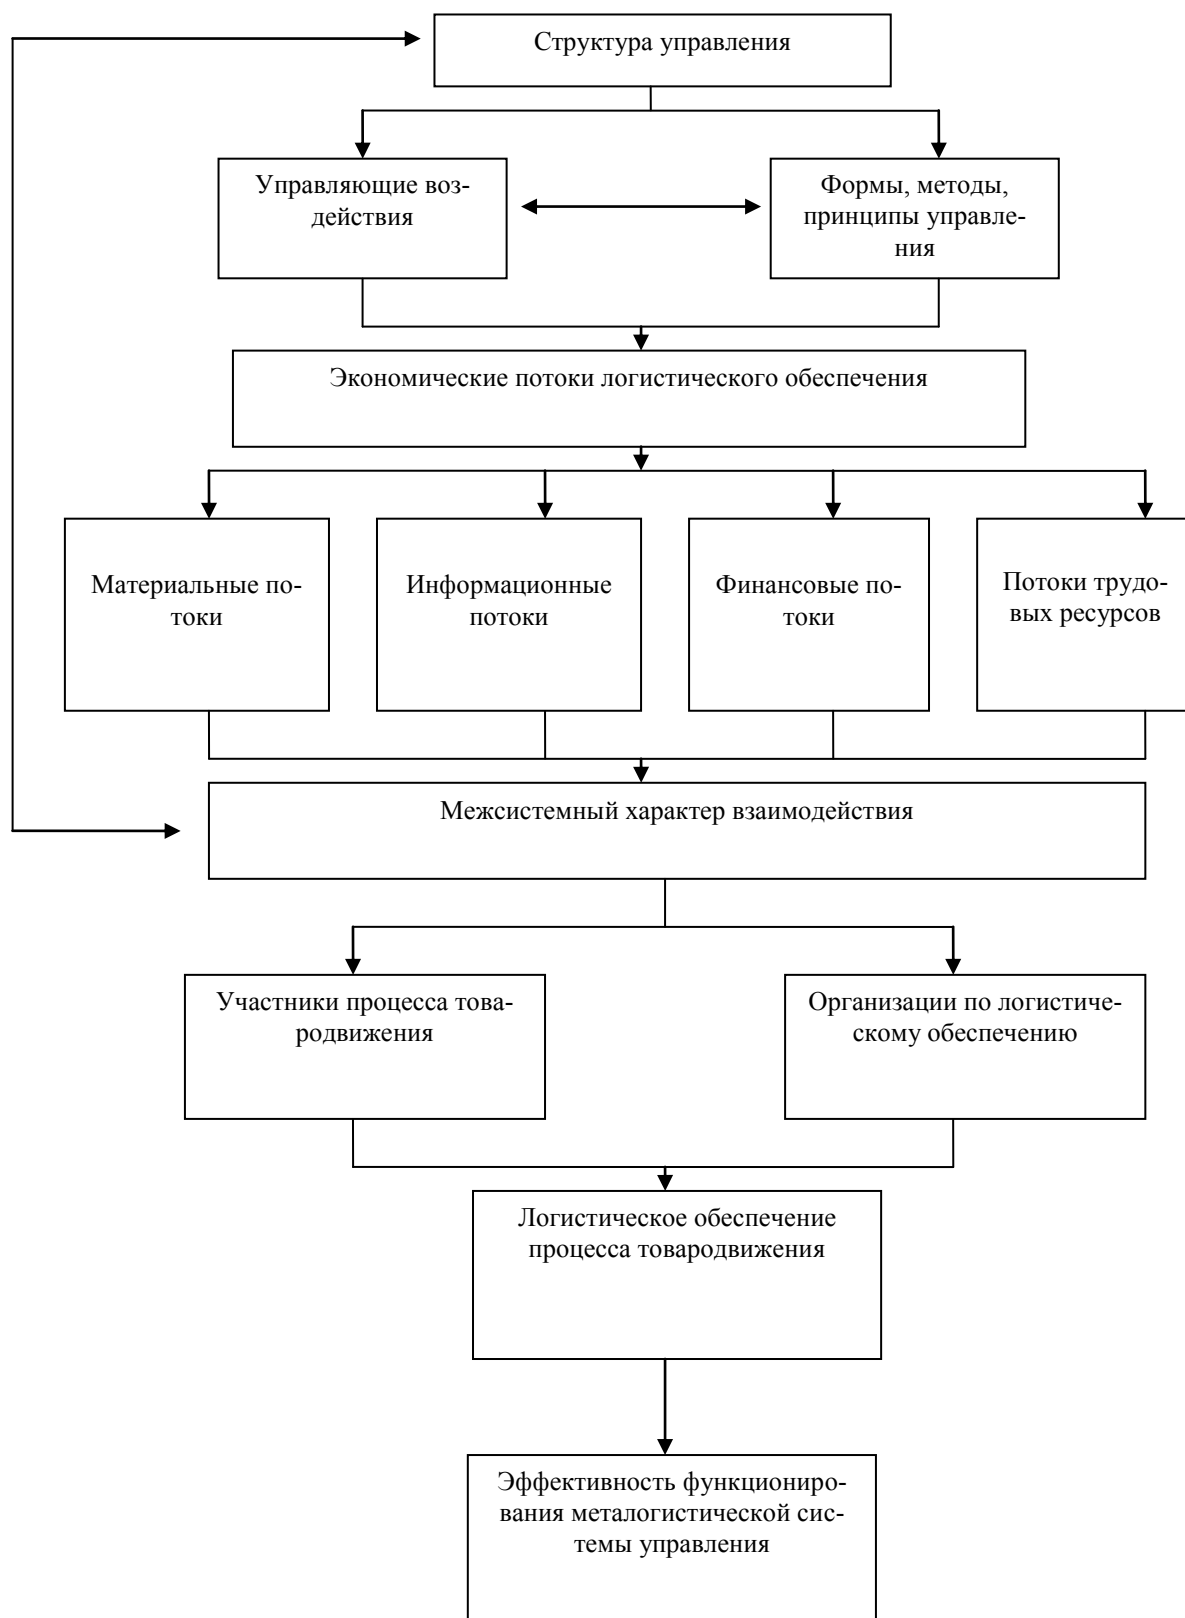 Структура управления
Управляющие воз-
действия
Формы, методы,
принципы управле-
ния
Экономические потоки логистического обеспечения
Материальные по-
токи
Информационные
потоки
Финансовые по-
токи
Потоки трудо-
вых ресурсов
Межсистемный характер взаимодействия
Участники процесса това-
родвижения
Организации по логистиче-
скому обеспечению
Логистическое обеспечение
процесса товародвижения
Эффективность функциониро-
вания металогистической сис-
темы управления